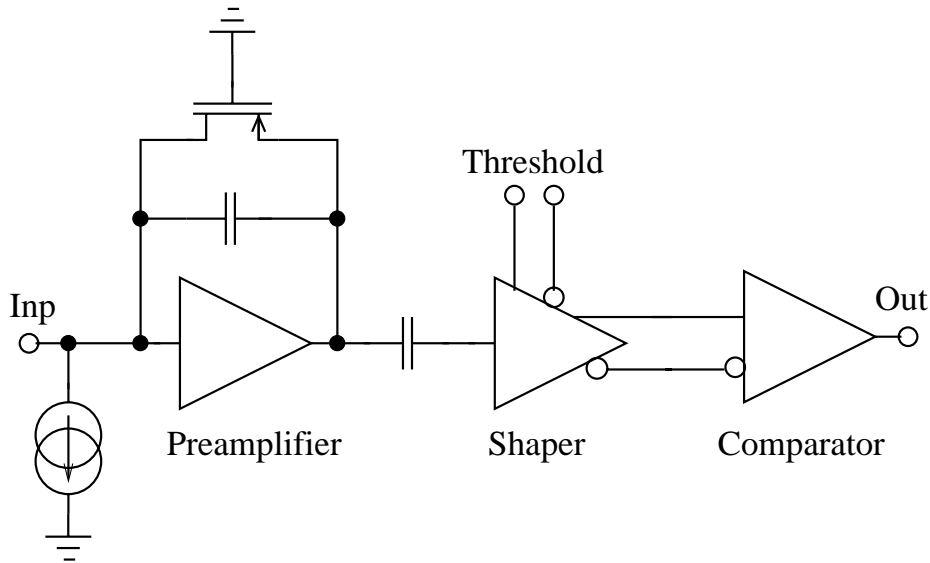 Threshold
Inp
Out
Preamplifier
Shaper
Comparator